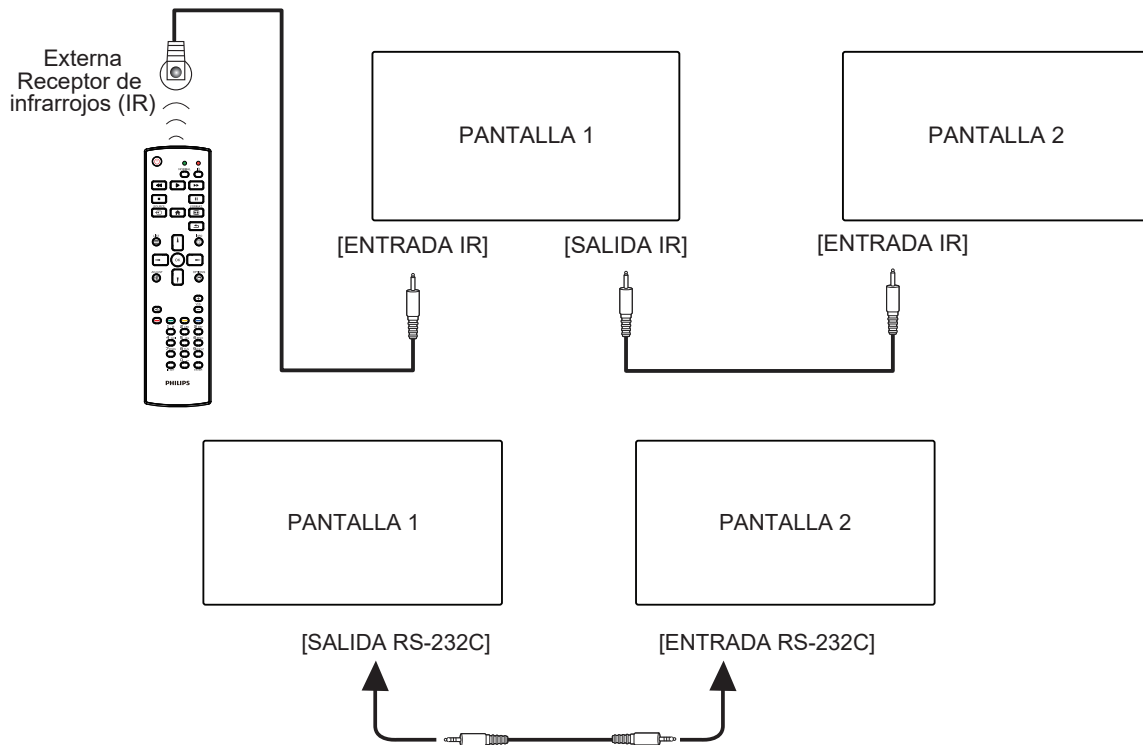 Externa
Receptor de
infrarrojos (IR)
PANTALLA 1
PANTALLA 2
[ENTRADA IR]
[SALIDA IR]
[ENTRADA IR]
PHILIPS
PANTALLA 1
PANTALLA 2
[SALIDA RS-232C]
[ENTRADA RS-232C]